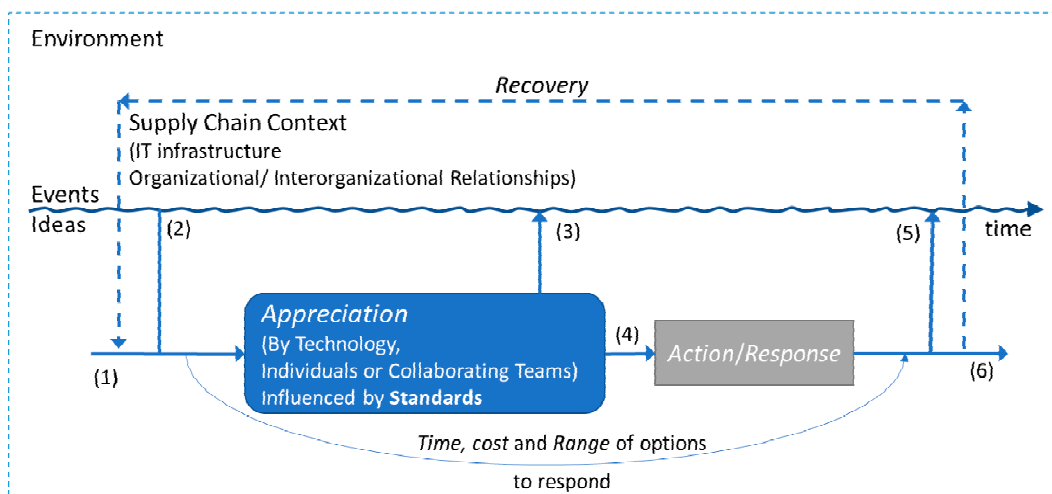 Environment
Recovery
Supply Chain Context
(IT infrastructure
Organizational/ Interorganizational Relationships)
Events
Ideas
(2)
(3)
(5)
time
Appreciation
(By Technology,
Individuals or Collaborating Teams)
Influenced by Standards
(4)
Action/Response
(1)
(6)
Time, cost and Range of options
to respond